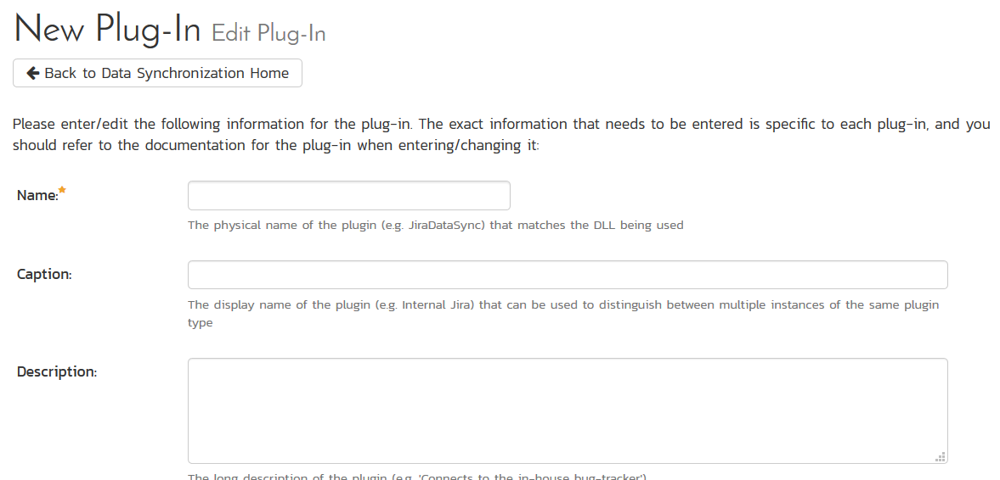 New Plug-In Edit Plug-In
Back to Data Synchronization Home
Please enter/edit the following information for the plug-in. The exact information that needs to be entered is specific to each plug-in, and you
should refer to the documentation for the plug-in when entering/changing it:
Name:
The physical name of the plugin (e.g. JiraDataSync) that matches the DLL being used
Caption:
The display name of the plugin (e.g. Internal Jira) that can be used to distinguish between multiple instances of the same plugin
type
Description:
The long description of the plugin (e.g. 'Connects to the in-house bug-tracker')